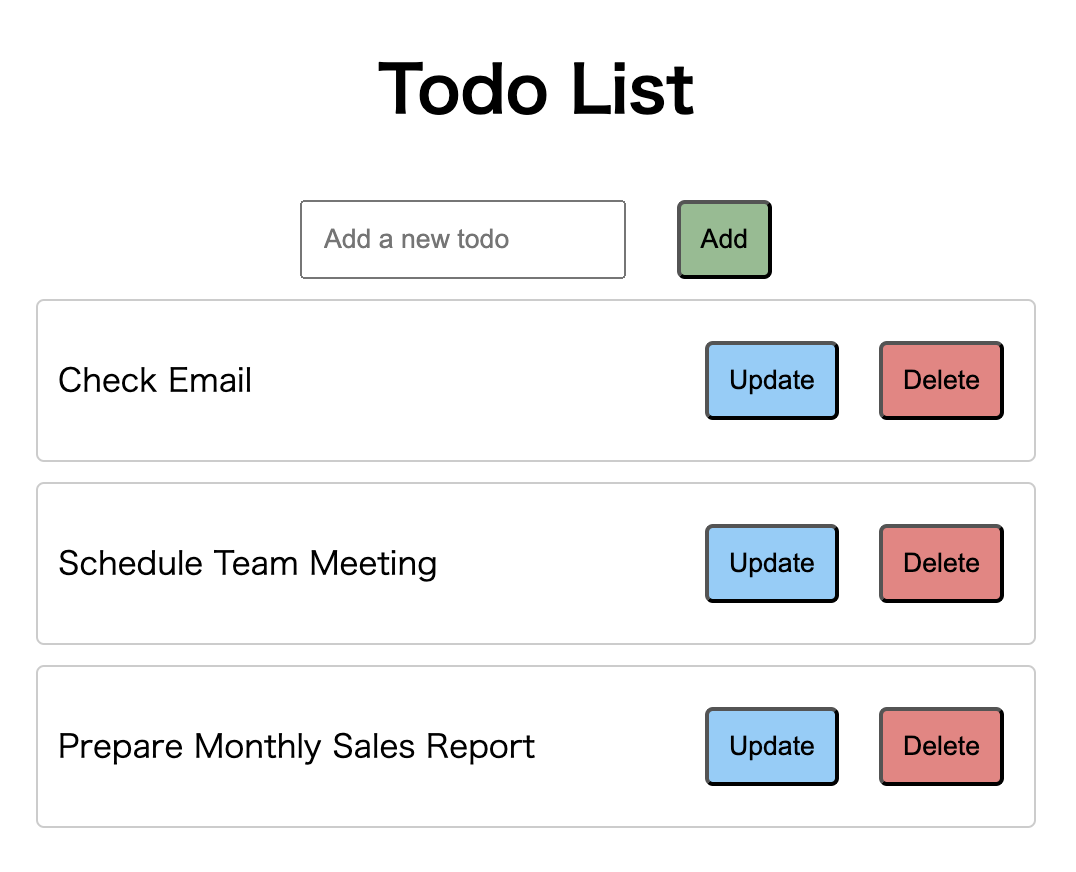 Todo List
Add a new todo Add
Check Email Update Delete
Schedule Team Meeting Update Delete
Prepare Monthly Sales Report Update Delete